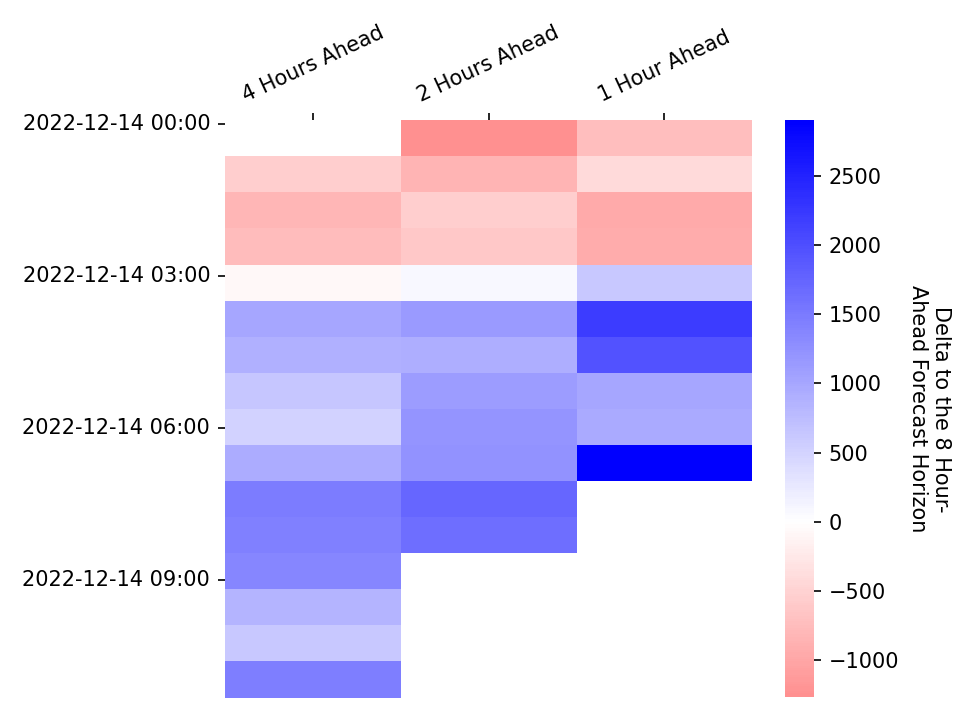 4 Hours Ahead
2 Hours Ahead
1 Hour Ahead
2022-12-14 00:00
2022-12-14 03:00
2022-12-14 06:00
2022-12-14 09:00
2500
2000
1500
1000
500
0
−500
−1000
Delta to the 8 Hour-
Ahead Forecast Horizon